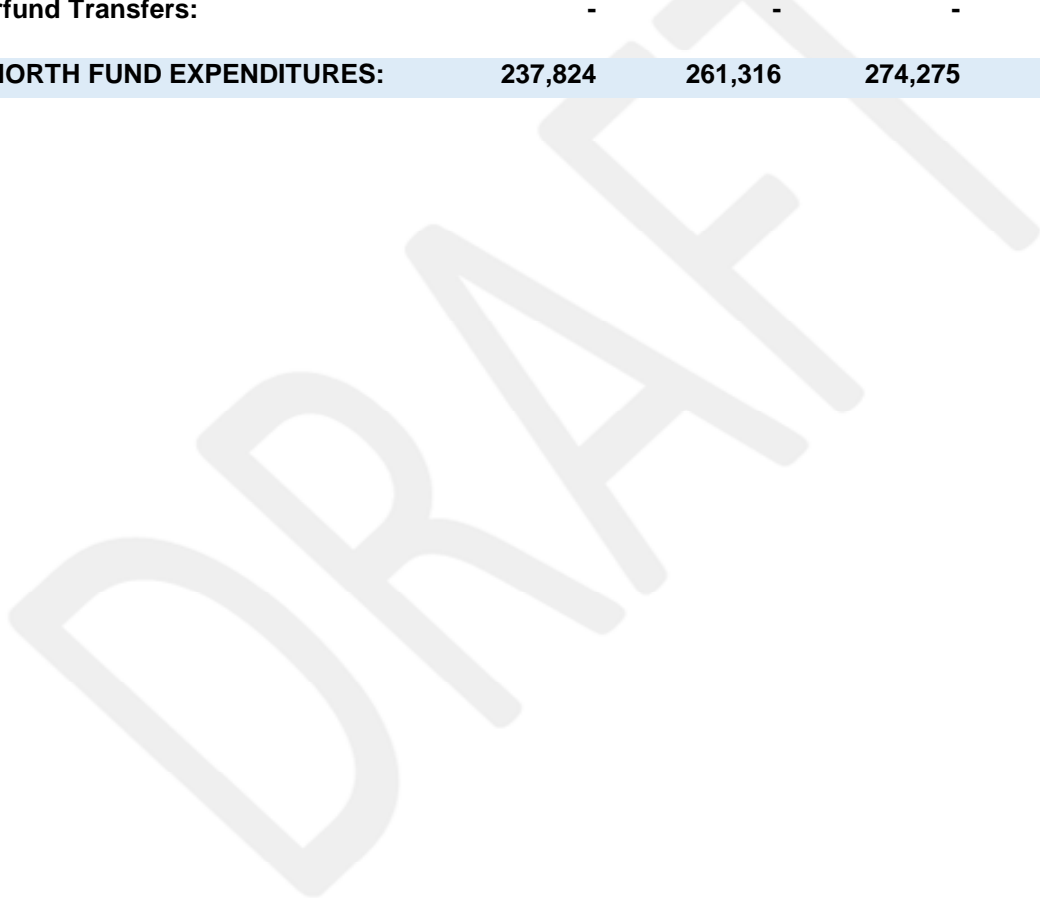 rfund Transfers: - - -
NORTH FUND EXPENDITURES: 237,824 261,316 274,275
DRAFT